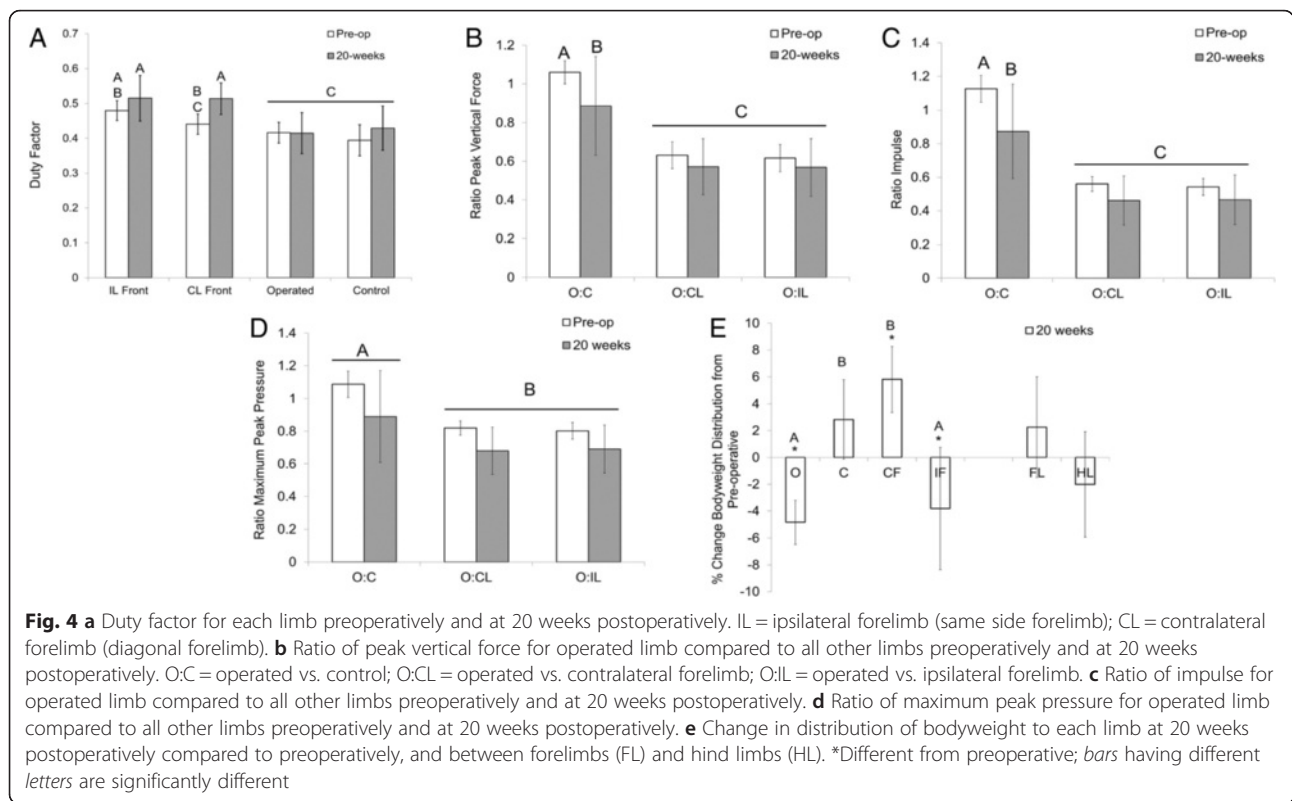 A
Pre-op
20-weeks
Duty Factor
0.7
0.6
0.5
0.4
0.3
0.2
0.1
0
A
B
A
B
C
A
C
IL Front
CL Front
Operated
Control
B
Pre-op
20-weeks
Ratio Peak Vertical Force
1.2
1
0.8
0.6
0.4
0.2
0
A
B
C
O:C
O:CL
O:IL
C
Pre-op
20-weeks
Ratio Impulse
1.4
1.2
1
0.8
0.6
0.4
0.2
0
A
B
C
O:C
O:CL
O:IL
D
Pre-op
20 weeks
Ratio Maximum Peak Pressure
1.4
1.2
1
0.8
0.6
0.4
0.2
0
A
B
O:C
O:CL
O:IL
E
20 weeks
% Change Bodyweight Distribution from
Pre-operative
10
8
6
4
2
0
-2
-4
-6
-8
-10
A
*
B
B
*
A
*
O
C
CF
IF
FL
HL
Fig. 4 a Duty factor for each limb preoperatively and at 20 weeks postoperatively. IL = ipsilateral forelimb (same side forelimb); CL = contralateral
forelimb (diagonal forelimb). b Ratio of peak vertical force for operated limb compared to all other limbs preoperatively and at 20 weeks
postoperatively. O:C = operated vs. control; O:CL = operated vs. contralateral forelimb; O:IL = operated vs. ipsilateral forelimb. c Ratio of impulse for
operated limb compared to all other limbs preoperatively and at 20 weeks postoperatively. d Ratio of maximum peak pressure for operated limb
compared to all other limbs preoperatively and at 20 weeks postoperatively. e Change in distribution of bodyweight to each limb at 20 weeks
postoperatively compared to preoperatively, and between forelimbs (FL) and hind limbs (HL). *Different from preoperative; bars having different
letters are significantly different